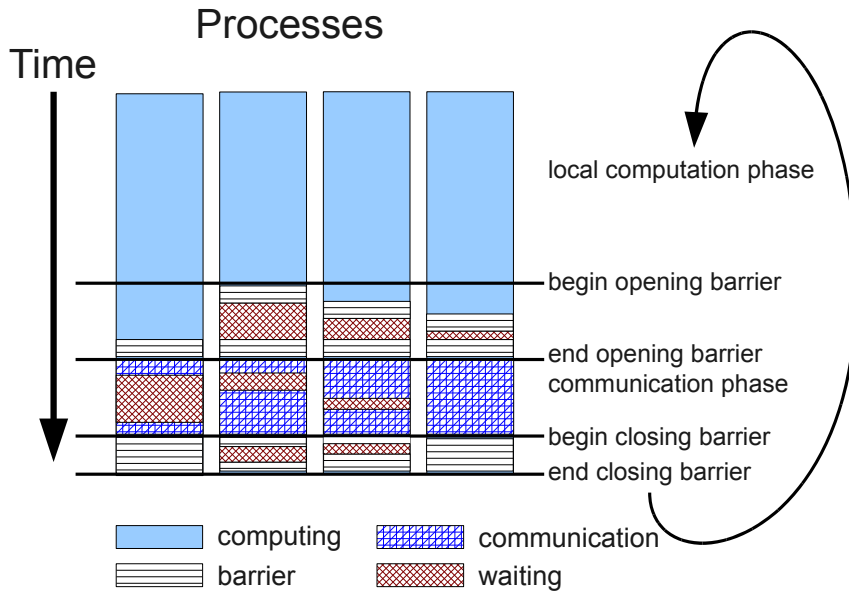 Processes
Time
local computation phase
begin opening barrier
end opening barrier
communication phase
begin closing barrier
end closing barrier
computing
communication
barrier
waiting